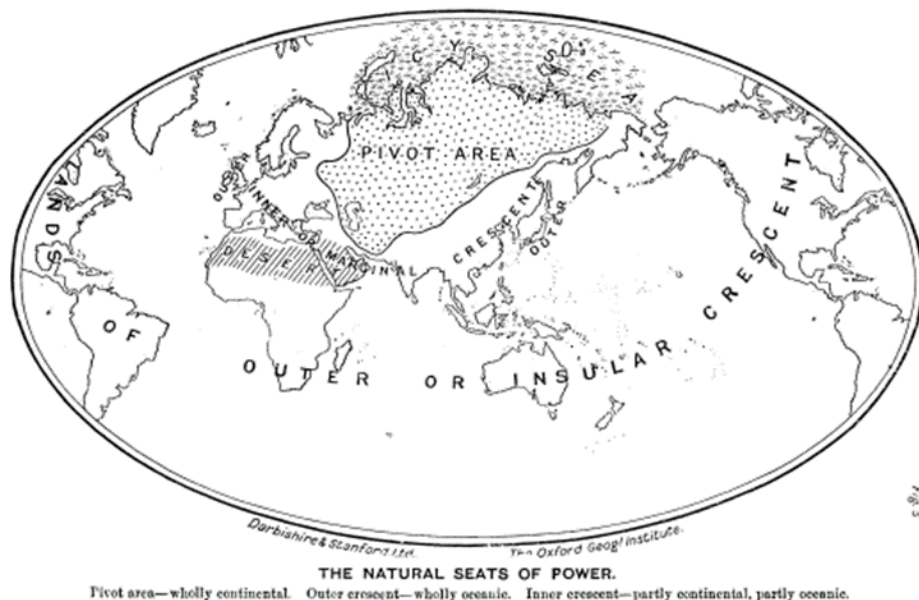 ICY SEA
PIVOT AREA
LANDS OF OUTER OR INSULAR CRESCENT
INNER OR MARGINAL CRESCENT
OUTER
OUTER
DESERT
Darbishire & Stanford, Ltd.
The Oxford Geogl Institute.
THE NATURAL SEATS OF POWER.
Pivot area—wholly continental. Outer crescent—wholly oceanic. Inner crescent—partly continental, partly oceanic.